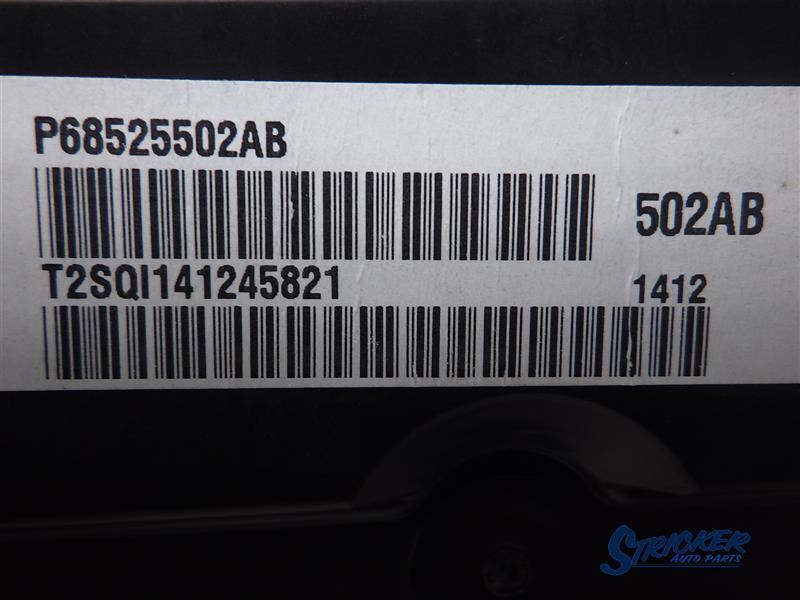 P68525502AB
502AB
T2SQI141245821
1412
STRICKER
AUTO PARTS